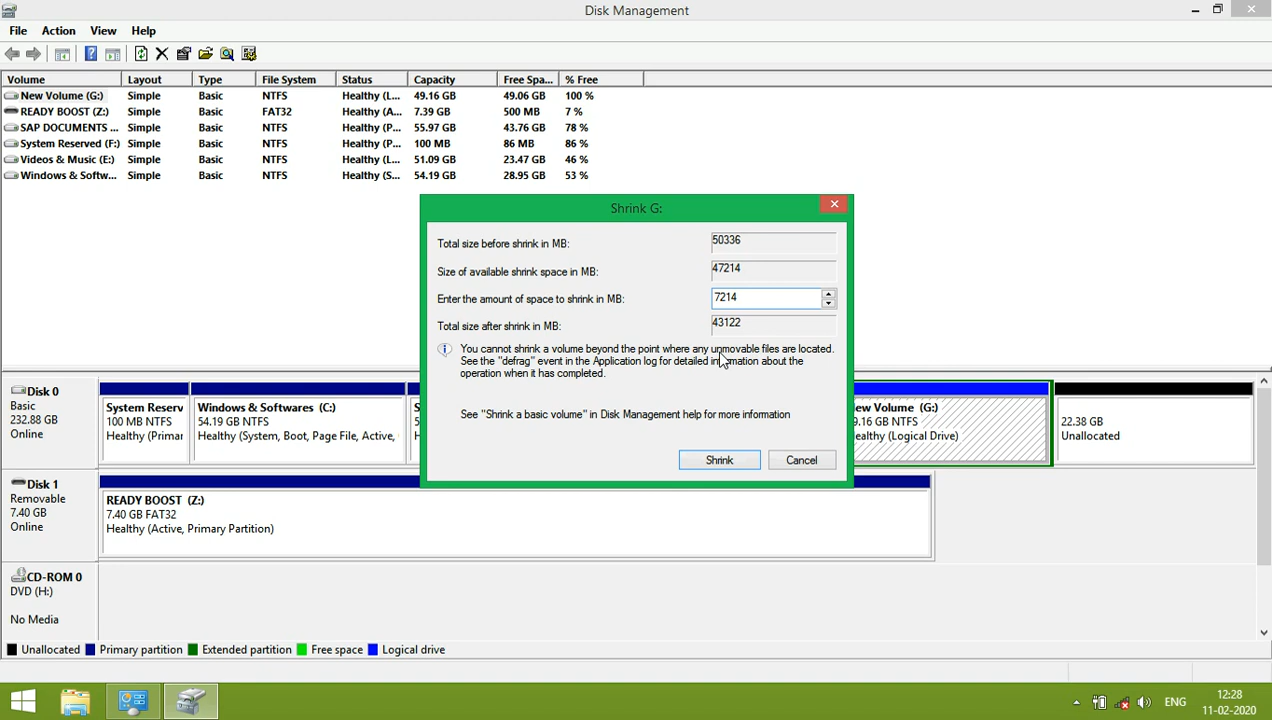 Disk Management
File Action View Help
Volume Layout Type File System Status Capacity Free Spa... % Free
New Volume (G:) Simple Basic NTFS Healthy (L... 49.16 GB 49.06 GB 100 %
READY BOOST (Z:) Simple Basic FAT32 Healthy (A... 7.39 GB 500 MB 7 %
SAP DOCUMENTS ... Simple Basic NTFS Healthy (P... 55.97 GB 43.76 GB 78 %
System Reserved (F:) Simple Basic NTFS Healthy (P... 100 MB 86 MB 86 %
Videos & Music (E:) Simple Basic NTFS Healthy (L... 51.09 GB 23.47 GB 46 %
Windows & Softw... Simple Basic NTFS Healthy (S... 54.19 GB 28.95 GB 53 %
Shrink G:
Total size before shrink in MB: 50336
Size of available shrink space in MB: 47214
Enter the amount of space to shrink in MB: 7214
Total size after shrink in MB: 43122
You cannot shrink a volume beyond the point where any unmovable files are located.
See the "defrag" event in the Application log for detailed information about the
operation when it has completed.
See "Shrink a basic volume" in Disk Management help for more information
Shrink Cancel
Disk 0
Basic
232.88 GB
Online
System Reserv
100 MB NTFS
Healthy (Primar
Windows & Softwares (C:)
54.19 GB NTFS
Healthy (System, Boot, Page File, Active,
ew Volume (G:)
9.16 GB NTFS
ealthy (Logical Drive)
22.38 GB
Unallocated
Disk 1
Removable
7.40 GB
Online
READY BOOST (Z:)
7.40 GB FAT32
Healthy (Active, Primary Partition)
CD-ROM 0
DVD (H:)
No Media
Unallocated Primary partition Extended partition Free space Logical drive
ENG
12:28
11-02-2020